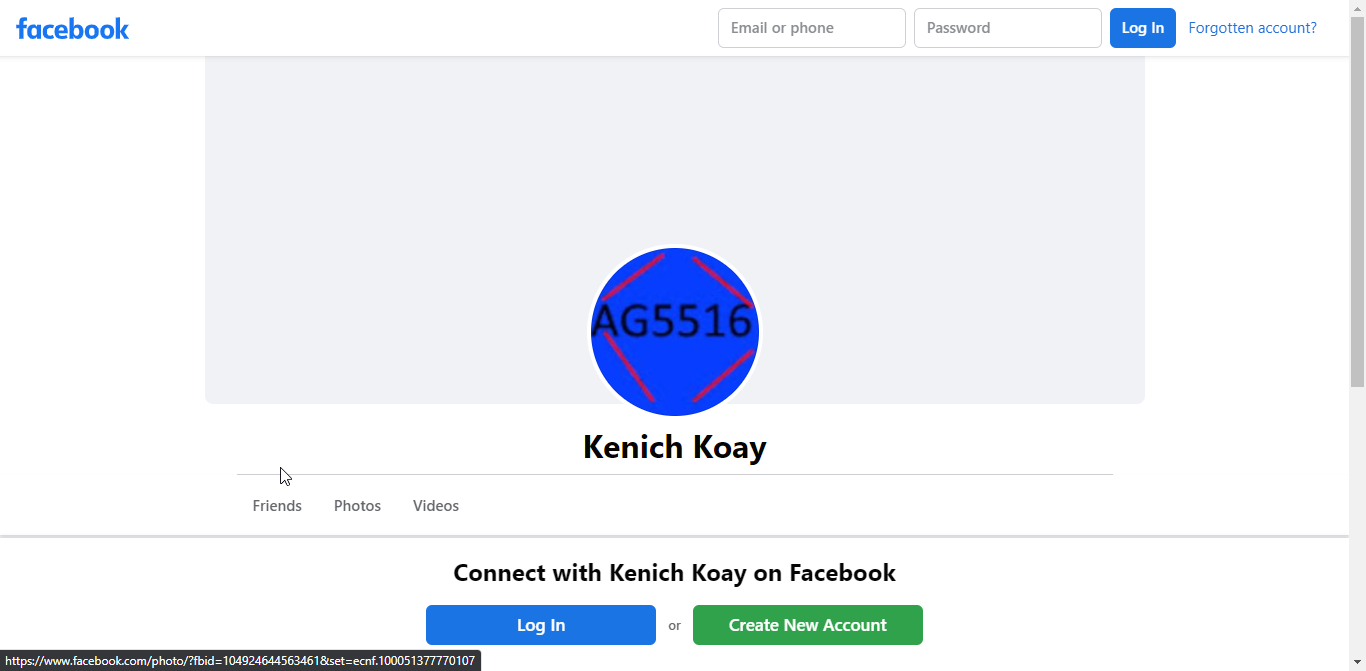 facebook
Email or phone Password Log In Forgotten account?
AG5516
Kenich Koay
Friends Photos Videos
Connect with Kenich Koay on Facebook
Log In or Create New Account
https://www.facebook.com/photo/?fbid=104924644563461&set=ecnf.100051377770107